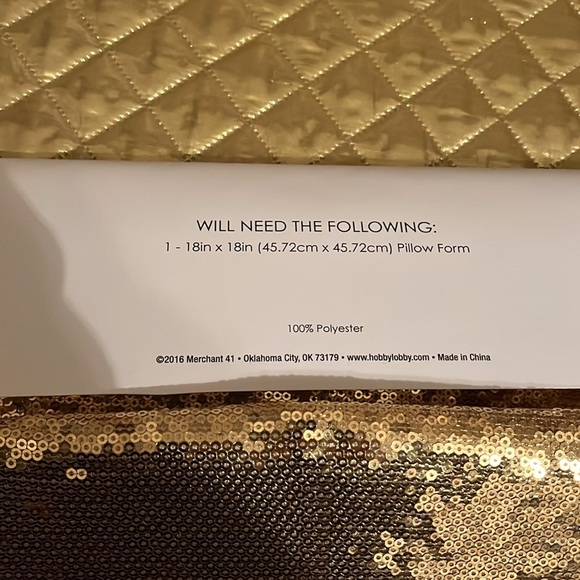 WILL NEED THE FOLLOWING:
1 - 18in x 18in (45.72cm x 45.72cm) Pillow Form
100% Polyester
©2016 Merchant 41 • Oklahoma City, OK 73179 • www.hobbylobby.com • Made in China